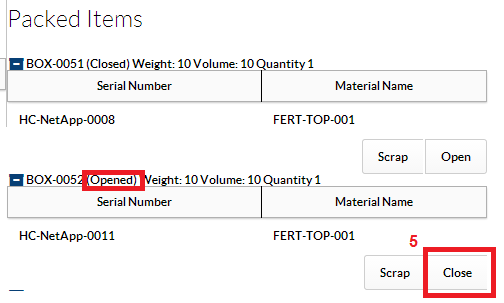 Packed Items
BOX-0051 (Closed) Weight: 10 Volume: 10 Quantity 1
Serial Number Material Name
HC-NetApp-0008 FERT-TOP-001
Scrap Open
BOX-0052 (Opened) Weight: 10 Volume: 10 Quantity 1
Serial Number Material Name
HC-NetApp-0011 FERT-TOP-001
5
Scrap Close